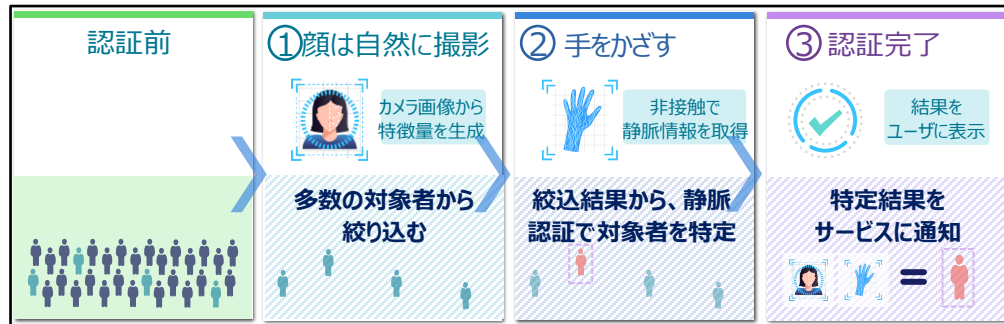 認証前
①顔は自然に撮影
カメラ画像から
特徴量を生成
多数の対象者から
絞り込む
② 手をかざす
非接触で
静脈情報を取得
絞込結果から、静脈
認証で対象者を特定
③ 認証完了
結果を
ユーザに表示
特定結果を
サービスに通知
=